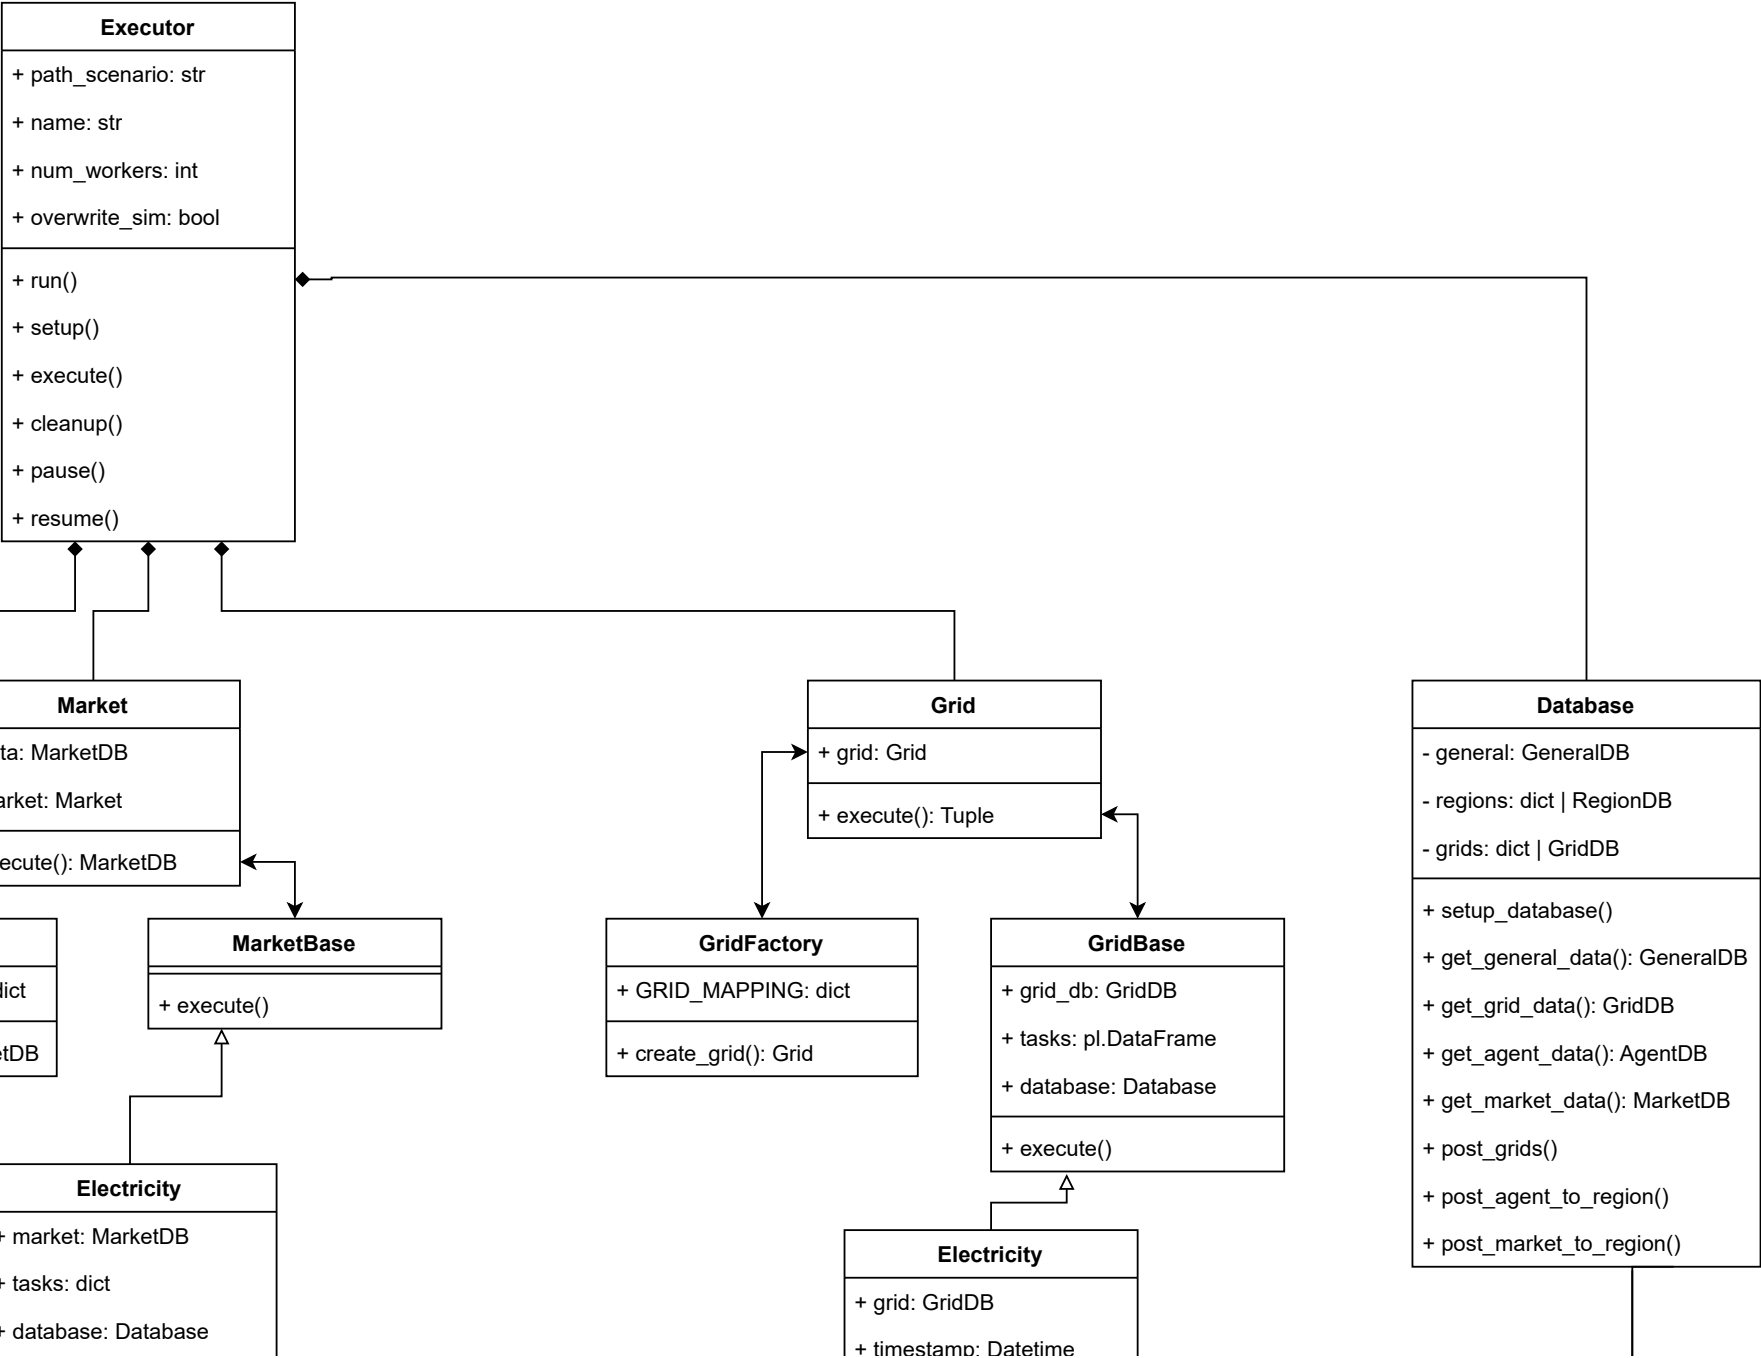 Executor
+ path_scenario: str
+ name: str
+ num_workers: int
+ overwrite_sim: bool
+ run()
+ setup()
+ execute()
+ cleanup()
+ pause()
+ resume()
Market
ta: MarketDB
arket: Market
ecute(): MarketDB
Grid
+ grid: Grid
+ execute(): Tuple
Database
- general: GeneralDB
- regions: dict | RegionDB
- grids: dict | GridDB
+ setup_database()
+ get_general_data(): GeneralDB
+ get_grid_data(): GridDB
+ get_agent_data(): AgentDB
+ get_market_data(): MarketDB
+ post_grids()
+ post_agent_to_region()
+ post_market_to_region()
dict
etDB
MarketBase
+ execute()
GridFactory
+ GRID_MAPPING: dict
+ create_grid(): Grid
GridBase
+ grid_db: GridDB
+ tasks: pl.DataFrame
+ database: Database
+ execute()
Electricity
+ market: MarketDB
+ tasks: dict
+ database: Database
Electricity
+ grid: GridDB
+ timestamp: Datetime